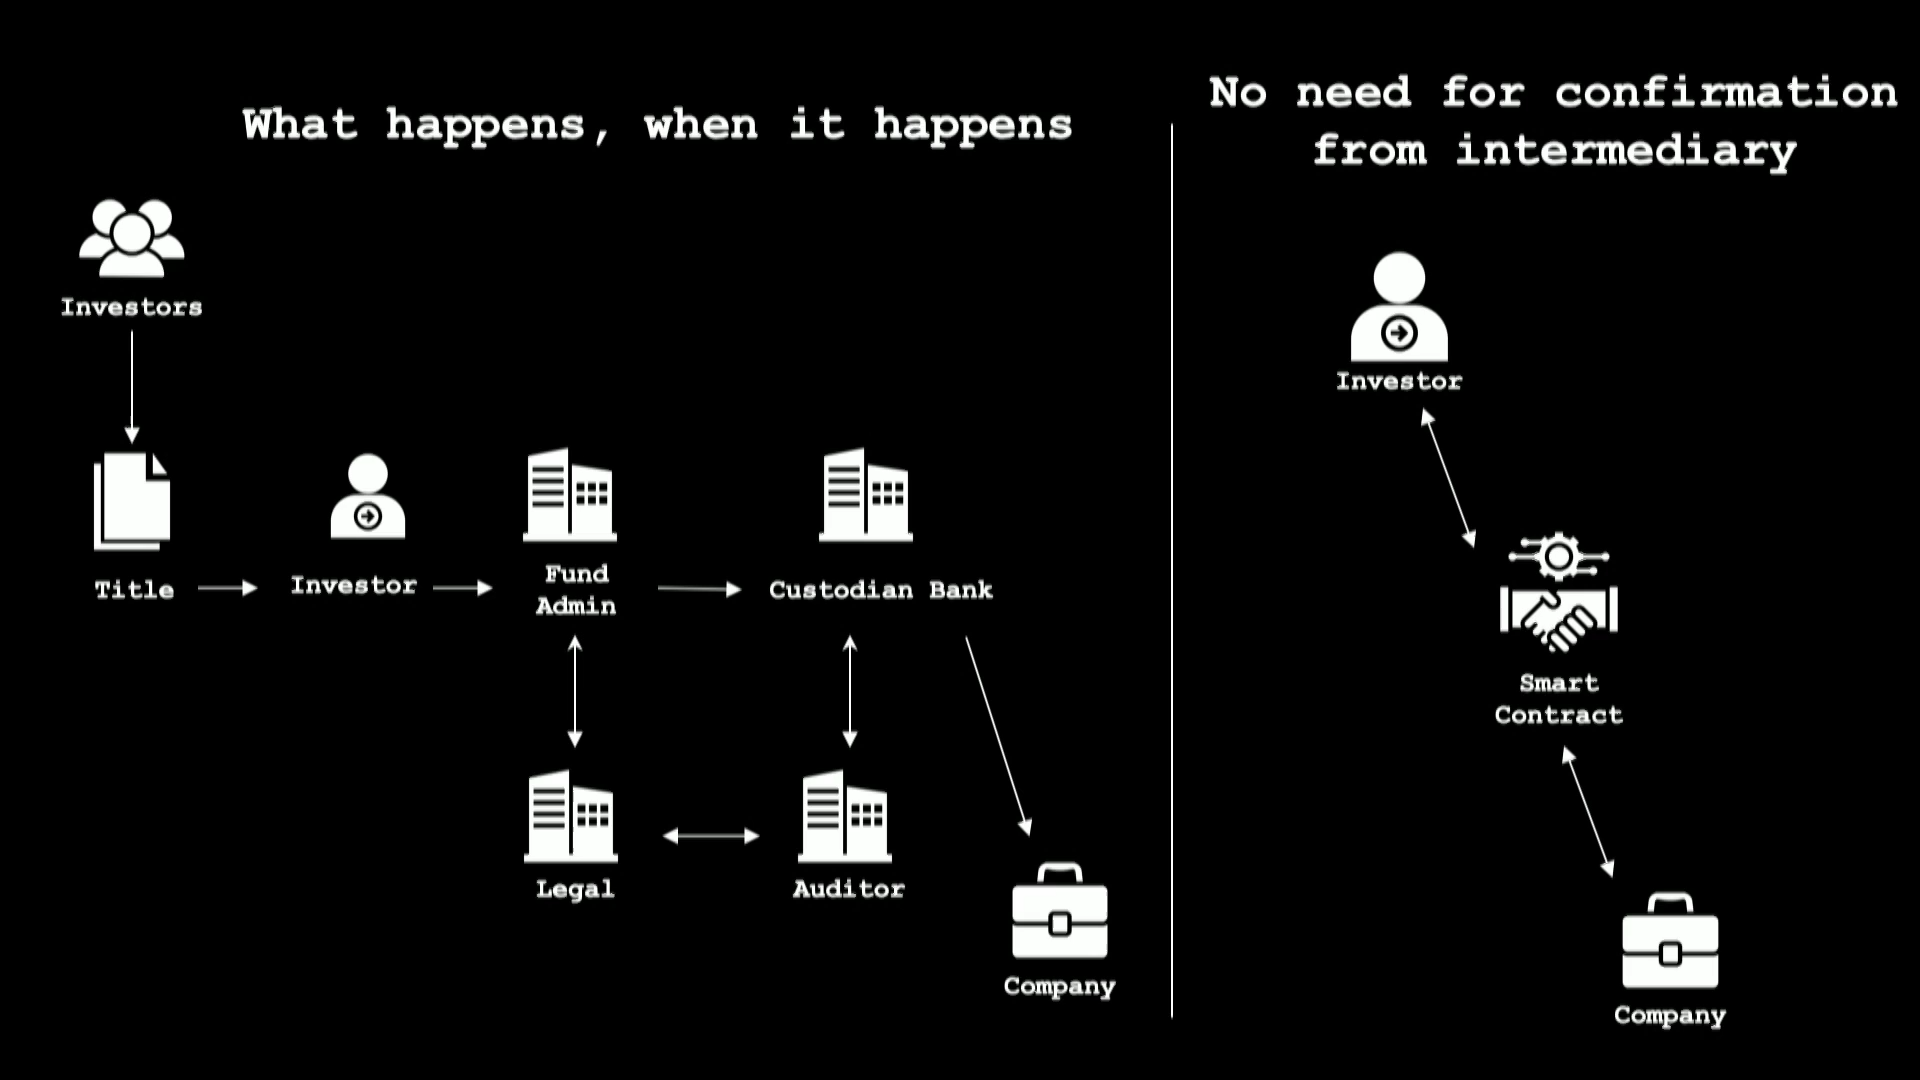 What happens, when it happens
Investors
Title
Investor
Fund
Admin
Custodian Bank
Legal
Auditor
Company
No need for confirmation
from intermediary
Investor
Smart
Contract
Company